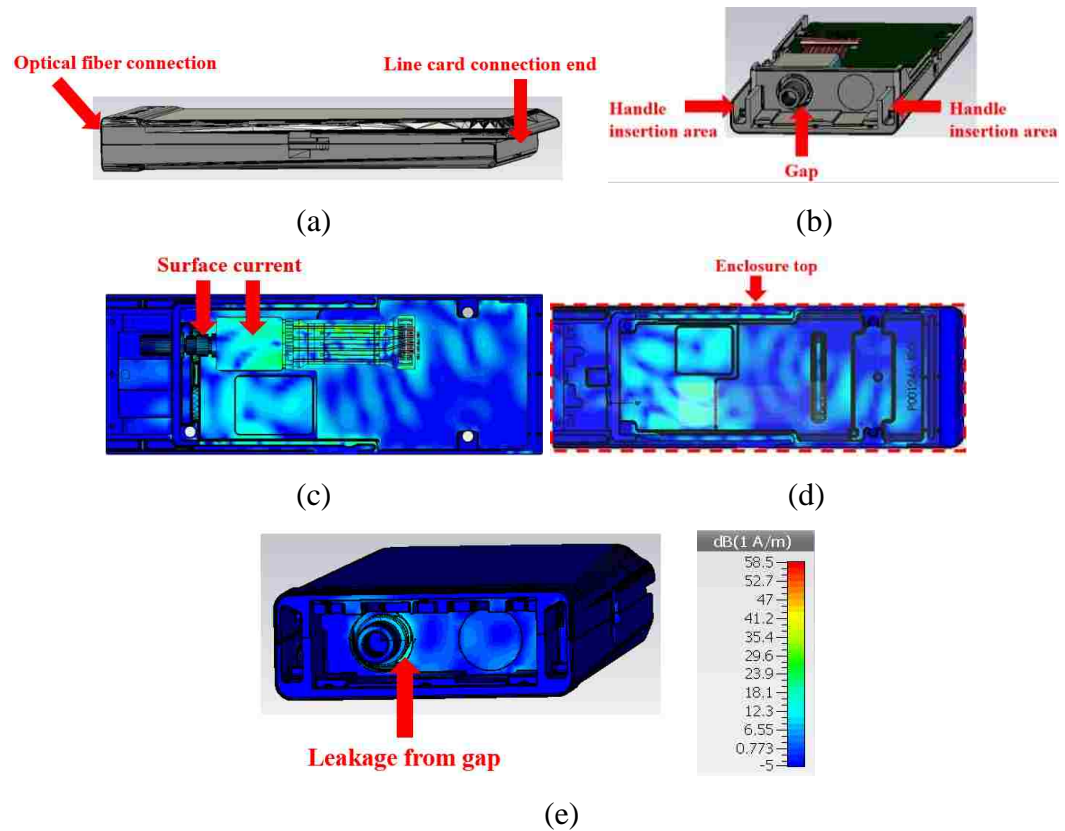 Optical fiber connection
Line card connection end
(a)
Handle
insertion area
Handle
insertion area
Gap
(b)
Surface current
(c)
Enclosure top
(d)
Leakage from gap
dB(1 A/m)
58.5
52.7
47
41.2
35.4
29.6
23.9
18.1
12.3
6.55
0.773
-5
(e)